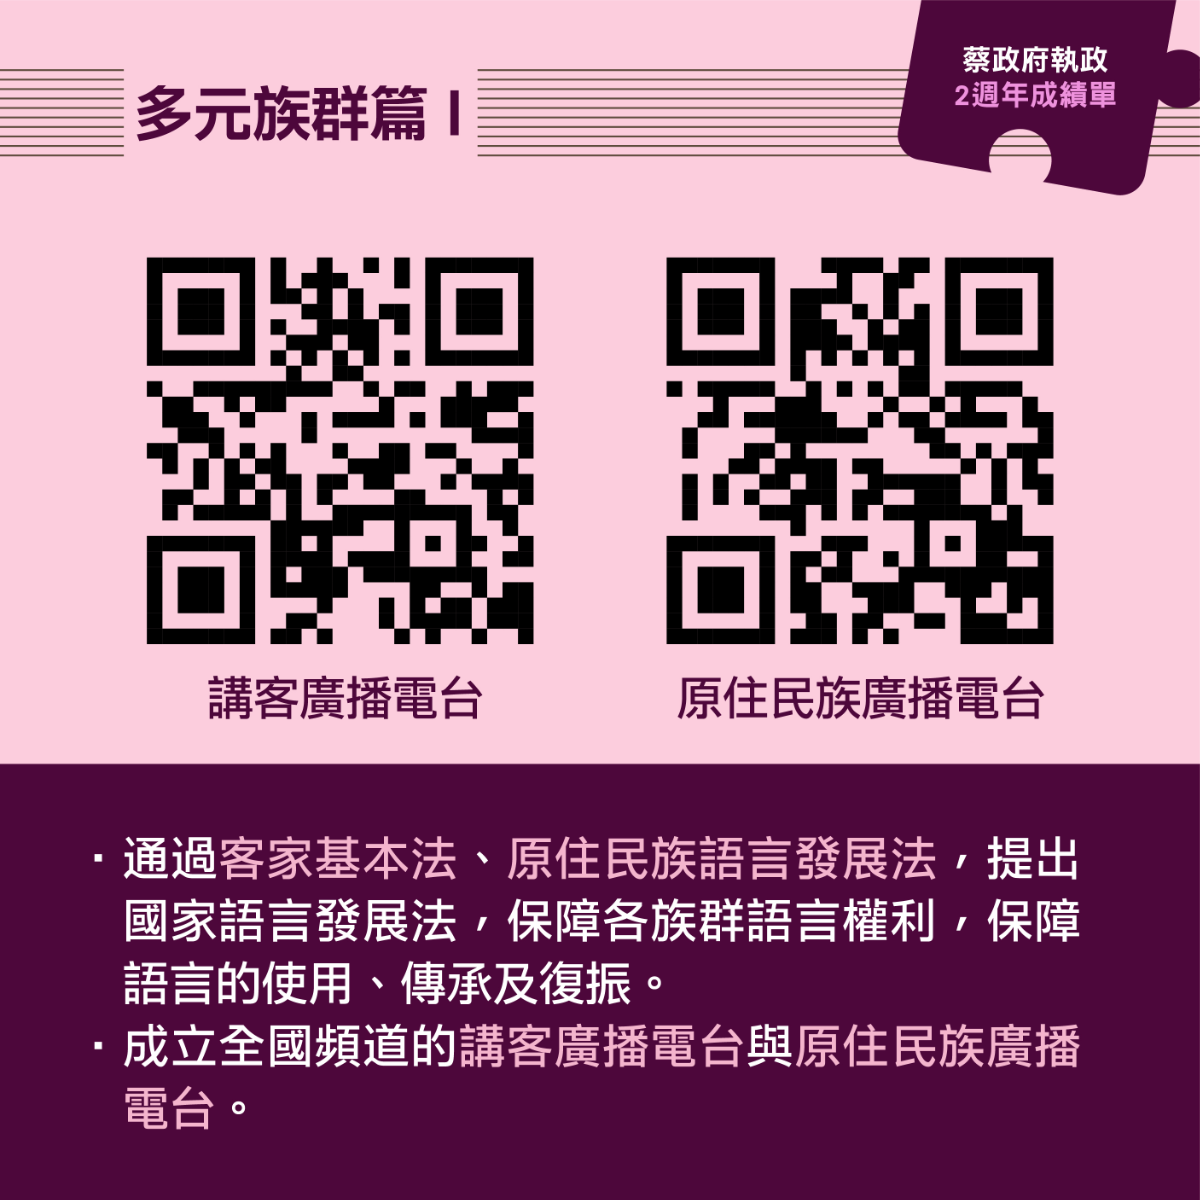 蔡政府執政
2週年成績單
多元族群篇 I
講客廣播電台
原住民族廣播電台
・通過客家基本法、原住民族語言發展法，提出
國家語言發展法，保障各族群語言權利，保障
語言的使用、傳承及復振。
・成立全國頻道的講客廣播電台與原住民族廣播
電台。